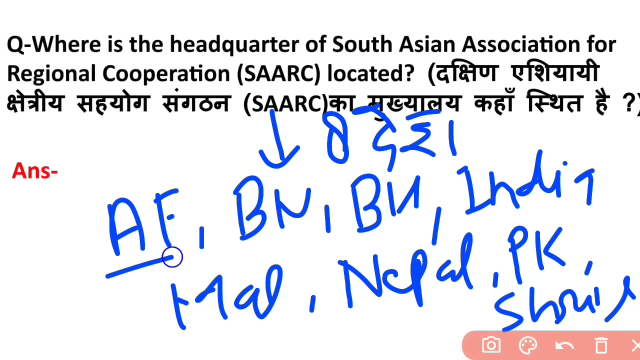 Q-Where is the headquarter of South Asian Association for
Regional Cooperation (SAARC) located? (दक्षिण एशियायी
क्षेत्रीय सहयोग संगठन (SAARC)का मुख्यालय कहाँ स्थित है ?)
8 देश
Ans-
AF, BN, BH, India
Mal, Nepal, PK,